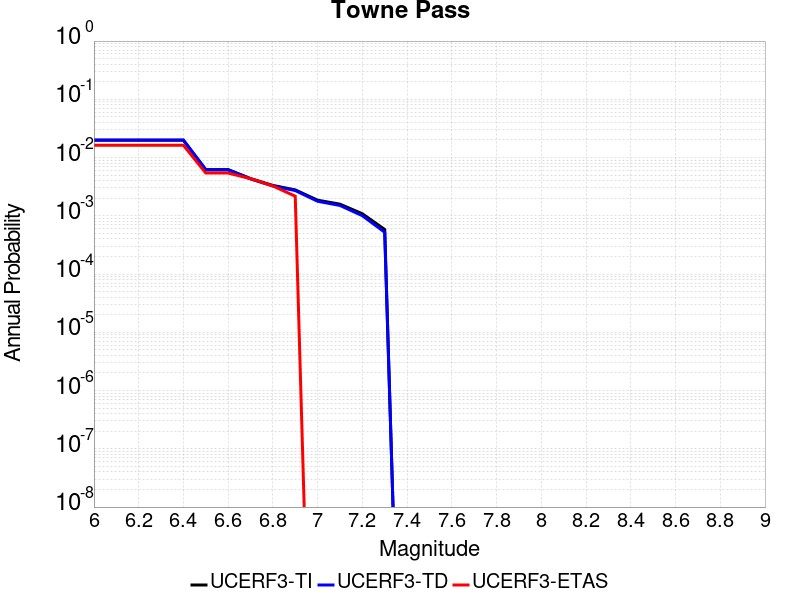 Towne Pass
Annual Probability
10^0
10^-1
10^-2
10^-3
10^-4
10^-5
10^-6
10^-7
10^-8
6 6.2 6.4 6.6 6.8 7 7.2 7.4 7.6 7.8 8 8.2 8.4 8.6 8.8 9
Magnitude
UCERF3-TI UCERF3-TD UCERF3-ETAS